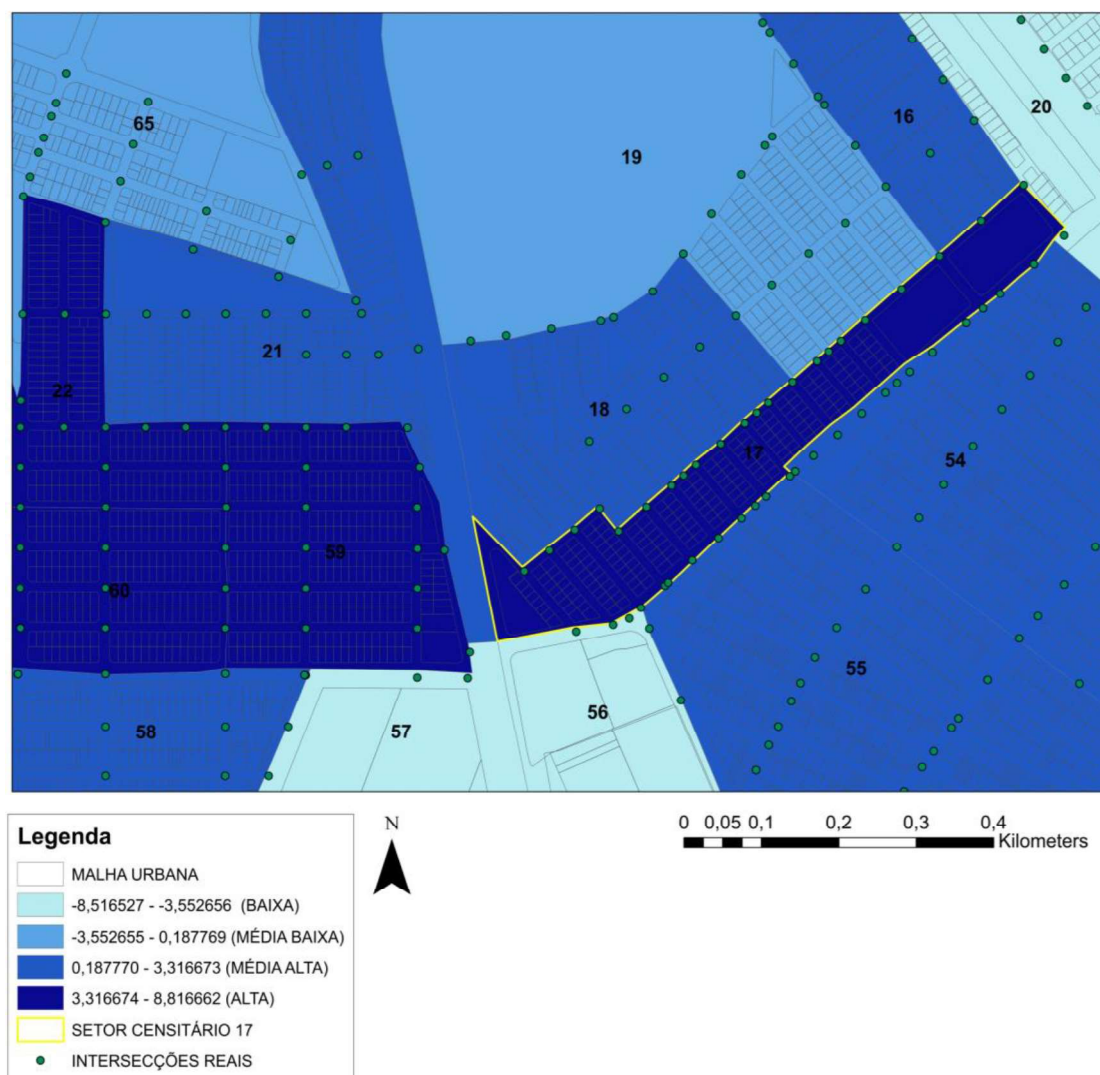 20
16
65
19
21
22
18
17
54
59
60
55
56
58
57
Legenda
MALHA URBANA
-8,516527 - -3,552656 (BAIXA)
-3,552655 - 0,187769 (MÉDIA BAIXA)
0,187770 - 3,316673 (MÉDIA ALTA)
3,316674 - 8,816662 (ALTA)
SETOR CENSITÁRIO 17
INTERSECÇÕES REAIS
N
0 0,05 0,1 0,2 0,3 0,4
Kilometers